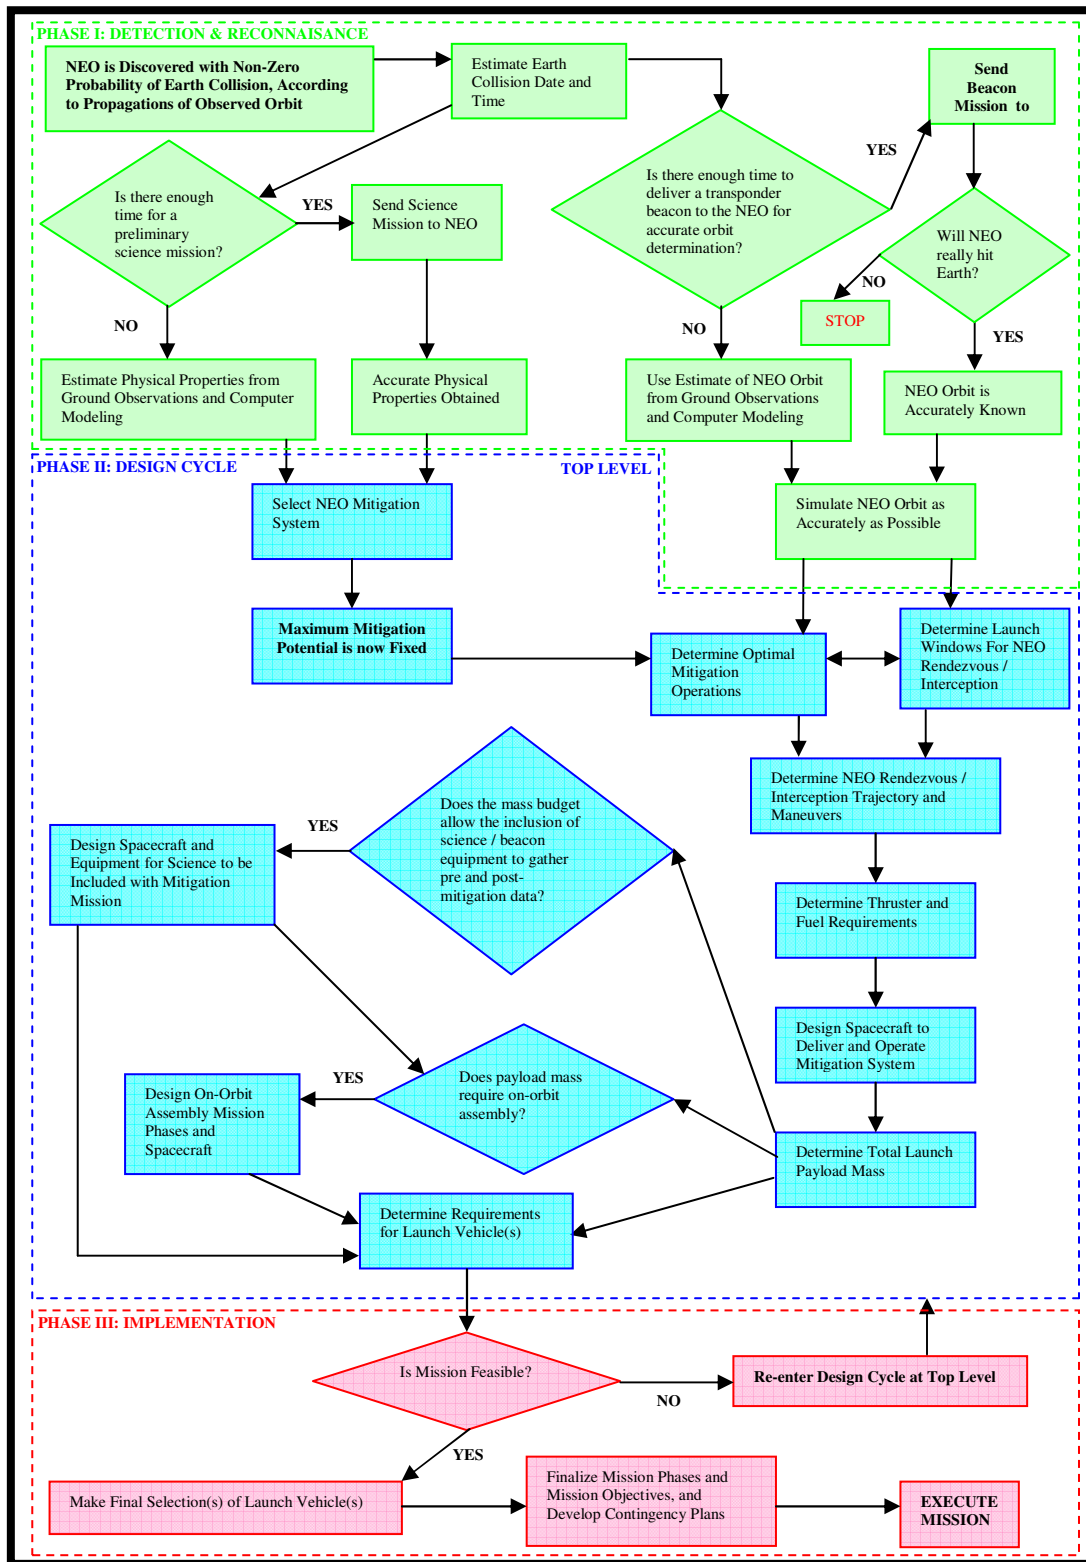 PHASE I: DETECTION & RECONNAISANCE
NEO is Discovered with Non-Zero
Probability of Earth Collision, According
to Propagations of Observed Orbit
Estimate Earth
Collision Date and
Time
Send
Beacon
Mission to
Is there enough
time for a
preliminary
science mission?
YES
Send Science
Mission to NEO
Is there enough time to
deliver a transponder
beacon to the NEO for
accurate orbit
determination?
YES
Will NEO
really hit
Earth?
NO
STOP
NO
NO
YES
Estimate Physical Properties from
Ground Observations and Computer
Modeling
Accurate Physical
Properties Obtained
Use Estimate of NEO Orbit
from Ground Observations
and Computer Modeling
NEO Orbit is
Accurately Known
PHASE II: DESIGN CYCLE
TOP LEVEL
Select NEO Mitigation
System
Simulate NEO Orbit as
Accurately as Possible
Maximum Mitigation
Potential is now Fixed
Determine Optimal
Mitigation
Operations
Determine Launch
Windows For NEO
Rendezvous /
Interception
Determine NEO Rendezvous /
Interception Trajectory and
Maneuvers
Does the mass budget
allow the inclusion of
science / beacon
equipment to gather
pre and post-
mitigation data?
YES
Design Spacecraft and
Equipment for Science to be
Included with Mitigation
Mission
Determine Thruster and
Fuel Requirements
Design Spacecraft to
Deliver and Operate
Mitigation System
Does payload mass
require on-orbit
assembly?
YES
Design On-Orbit
Assembly Mission
Phases and
Spacecraft
Determine Total Launch
Payload Mass
Determine Requirements
for Launch Vehicle(s)
PHASE III: IMPLEMENTATION
Is Mission Feasible?
NO
Re-enter Design Cycle at Top Level
YES
Make Final Selection(s) of Launch Vehicle(s)
Finalize Mission Phases and
Mission Objectives, and
Develop Contingency Plans
EXECUTE
MISSION